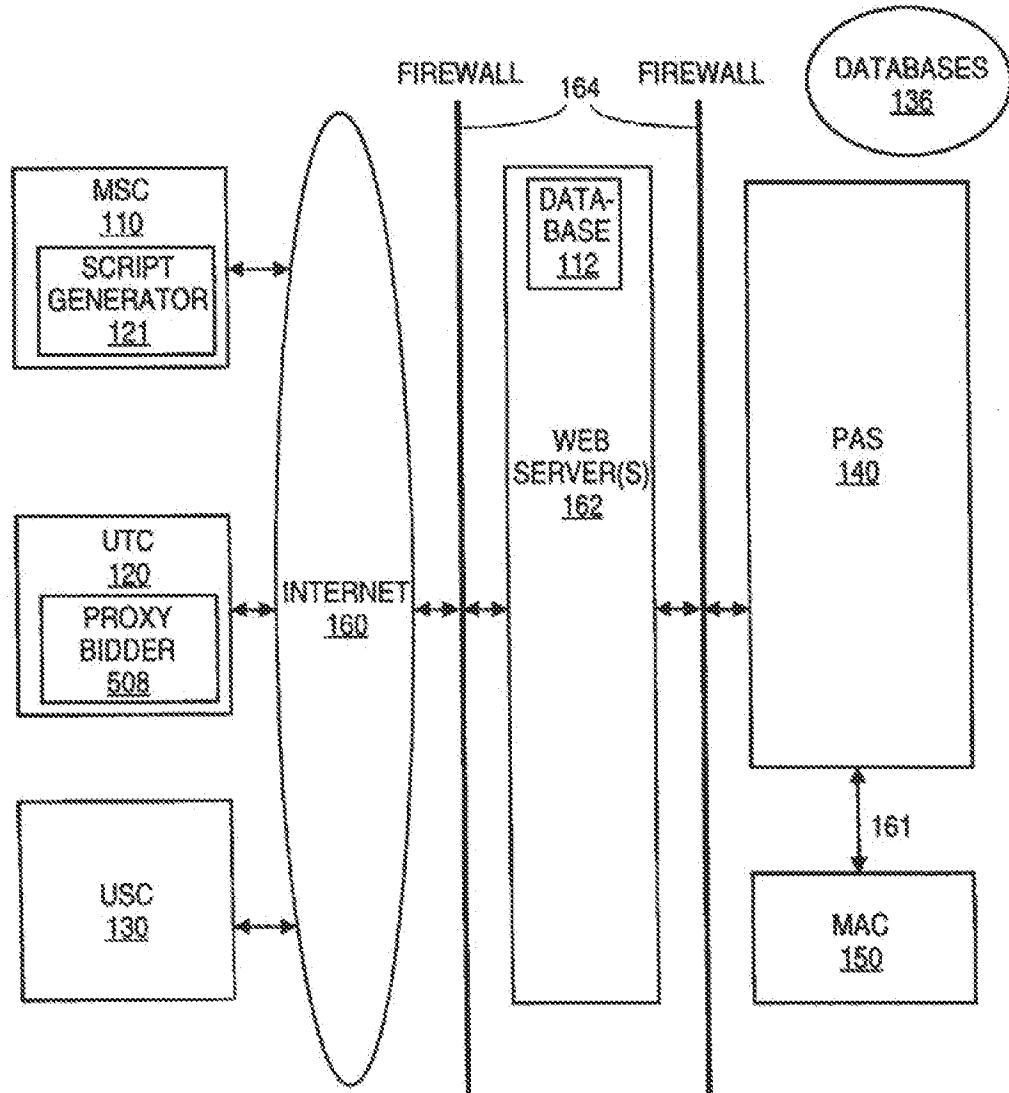 FIREWALL
164
FIREWALL
DATABASES
136
MSC
110
SCRIPT
GENERATOR
121
DATA-
BASE
112
WEB
SERVER(S)
162
PAS
140
UTC
120
PROXY
BIDDER
508
INTERNET
160
161
USC
130
MAC
150